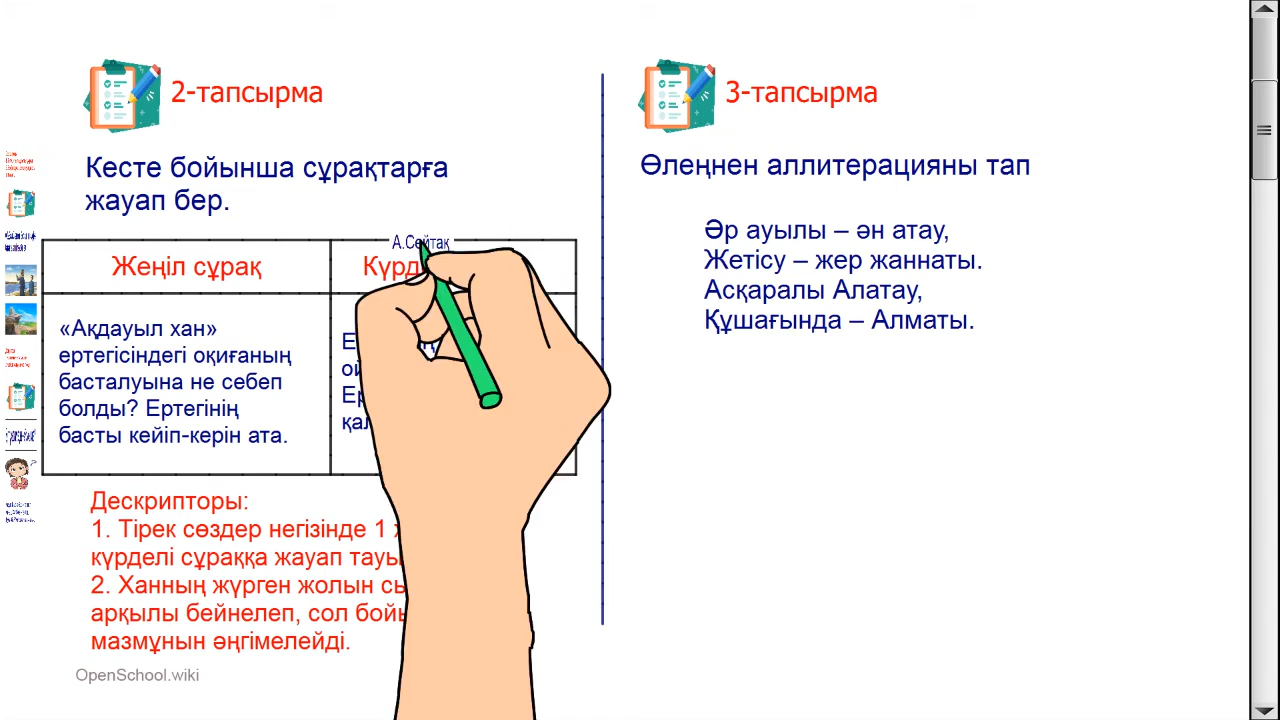 2-тапсырма
Кесте бойынша сұрақтарға
жауап бер.
А.Сейтақ
Жеңіл сұрақ
«Ақдауыл хан»
ертегісіндегі оқиғаның
басталуына не себеп
болды? Ертегінің
басты кейіп-керін ата.
Дескрипторы:
1. Тірек сөздер негізінде 1
күрделі сұраққа жауап
2. Ханның жүрген жолын
арқылы бейнелеп, сол
мазмұнын әңгімелейді.
OpenSchool.wiki
3-тапсырма
Өлеңнен аллитерацияны тап
Әр ауылы – ән атау,
Жетісу – жер жаннаты.
Асқаралы Алатау,
Құшағында – Алматы.